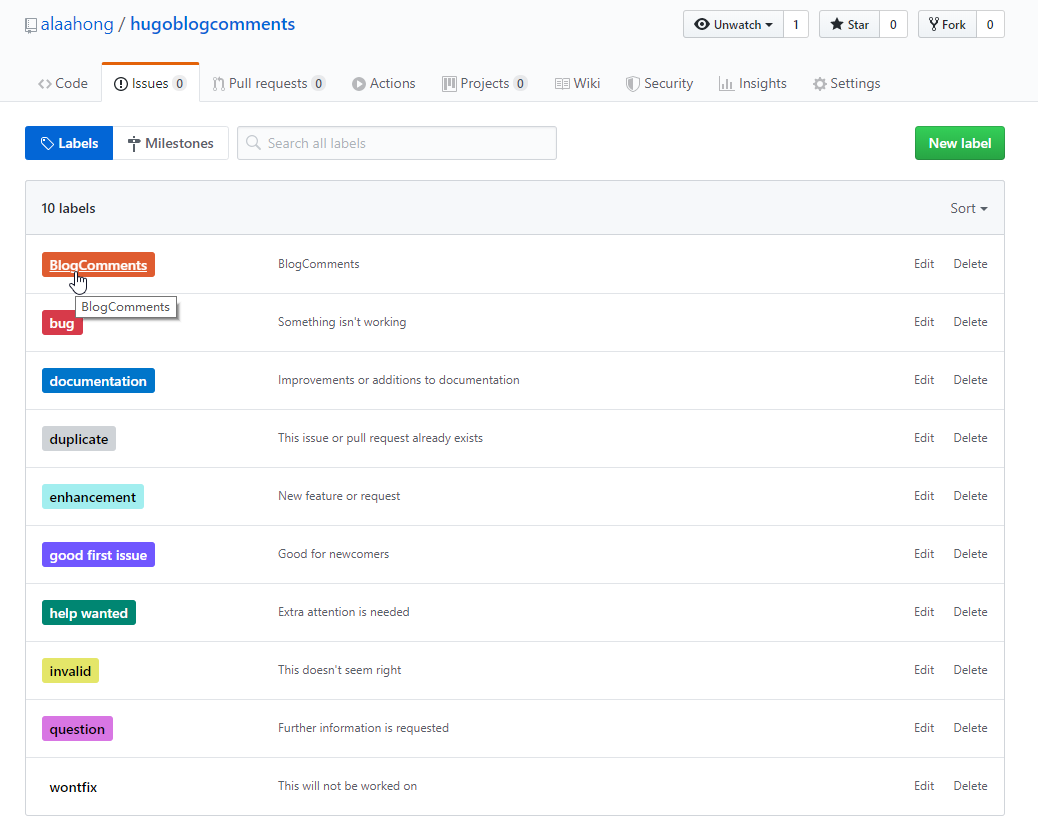 alaahong / hugoblogcomments Unwatch 1 Star 0 Fork 0
Code Issues 0 Pull requests 0 Actions Projects 0 Wiki Security Insights Settings
Labels Milestones Search all labels New label
10 labels Sort
BlogComments BlogComments Edit Delete
BlogComments
bug Something isn't working Edit Delete
documentation Improvements or additions to documentation Edit Delete
duplicate This issue or pull request already exists Edit Delete
enhancement New feature or request Edit Delete
good first issue Good for newcomers Edit Delete
help wanted Extra attention is needed Edit Delete
invalid This doesn't seem right Edit Delete
question Further information is requested Edit Delete
wontfix This will not be worked on Edit Delete